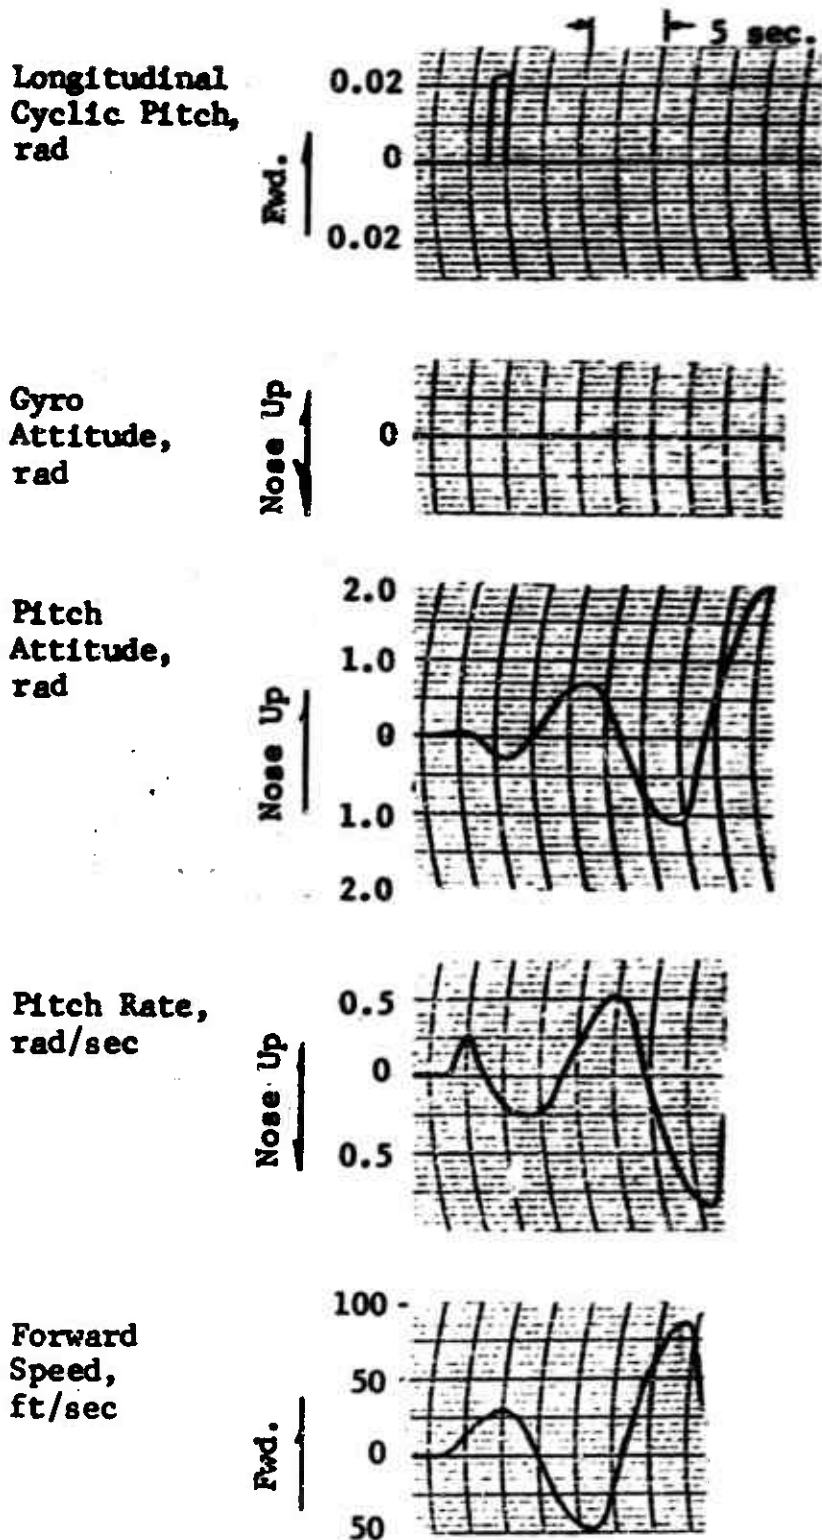 5 sec.
Longitudinal
Cyclic Pitch,
rad
Fwd.
0.02
0
0.02
Gyro
Attitude,
rad
Nose Up
0
Pitch
Attitude,
rad
Nose Up
2.0
1.0
0
1.0
2.0
Pitch Rate,
rad/sec
Nose Up
0.5
0
0.5
Forward
Speed,
ft/sec
Fwd.
100
50
0
50